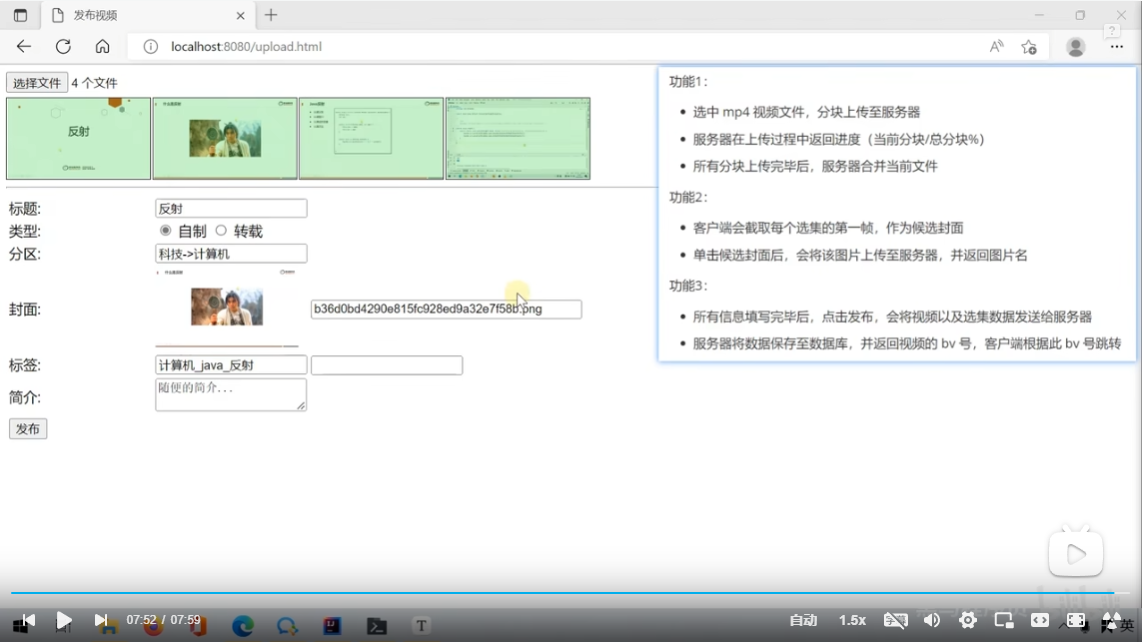 发布视频
localhost:8080/upload.html
选择文件 4 个文件
反射
标题: 反射
类型: 自制 转载
分区: 科技->计算机
封面: b36d0bd4290e815fc928ed9a32e7f58b.png
标签: 计算机_java_反射
简介: 随便的简介...
发布
功能1：
• 选中 mp4 视频文件，分块上传至服务器
• 服务器在上传过程中返回进度（当前分块/总分块%）
• 所有分块上传完毕后，服务器合并当前文件
功能2：
• 客户端会截取每个选集的第一帧，作为候选封面
• 单击候选封面后，会将该图片上传至服务器，并返回图片名
功能3：
• 所有信息填写完毕后，点击发布，会将视频以及选集数据发送给服务器
• 服务器将数据保存至数据库，并返回视频的 bv 号，客户端根据此 bv 号跳转
07:52 / 07:59
自动 1.5x
英